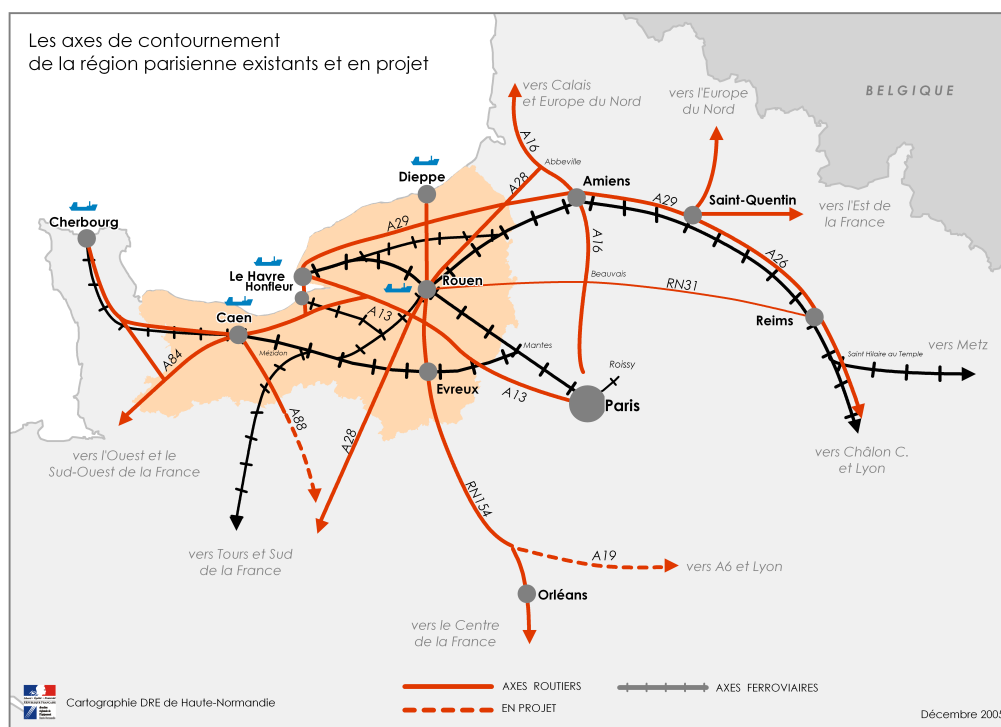 Les axes de contournement
de la région parisienne existants et en projet
vers Calais
et Europe du Nord
vers l'Europe
du Nord
BELGIQUE
A16
Abbeville
Dieppe
A28
Amiens
A29
Saint-Quentin
vers l'Est de
la France
Cherbourg
A29
A16
A26
Le Havre
Honfleur
Rouen
Beauvais
RN31
Caen
A13
Reims
Mézidon
Mantes
Saint Hilaire au Temple
vers Metz
A84
Roissy
Evreux
A13
Paris
A88
A28
vers l'Ouest et le
Sud-Ouest de la France
vers Châlon C.
et Lyon
RN154
vers Tours et Sud
de la France
A19
vers A6 et Lyon
Orléans
vers le Centre
de la France
AXES ROUTIERS
AXES FERROVIAIRES
EN PROJET
Cartographie DRE de Haute-Normandie
Décembre 2005